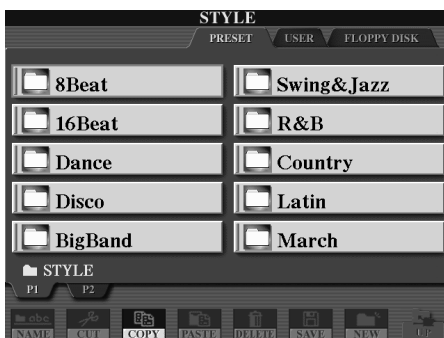 STYLE
PRESET USER FLOPPY DISK
8Beat Swing&Jazz
16Beat R&B
Dance Country
Disco Latin
BigBand March
STYLE
P1 P2
abc
NAME CUT COPY PASTE DELETE SAVE NEW UP